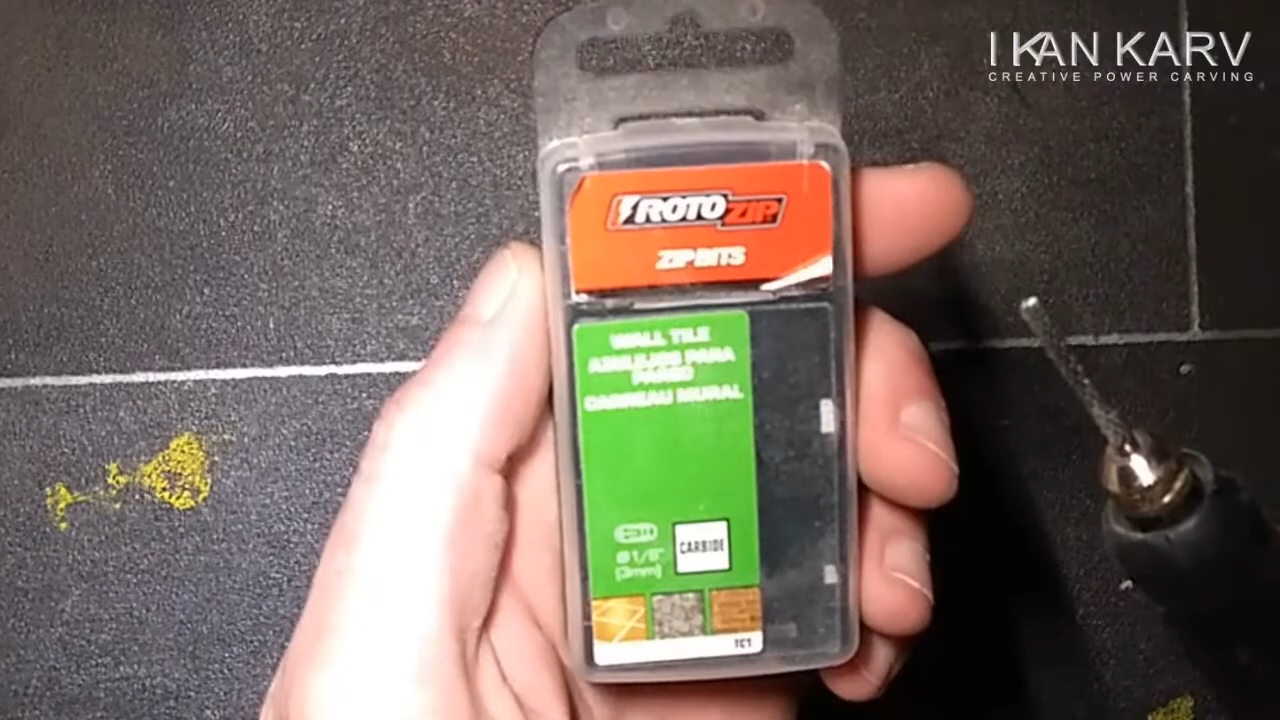 I KAN KARV
CREATIVE POWER CARVING
ROTOZIP
ZIP BITS
WALL TILE
AZULEJOS PARA
PARED
CARREAU MURAL
Ø 1/8"
CARBIDE
[3mm]
TC1